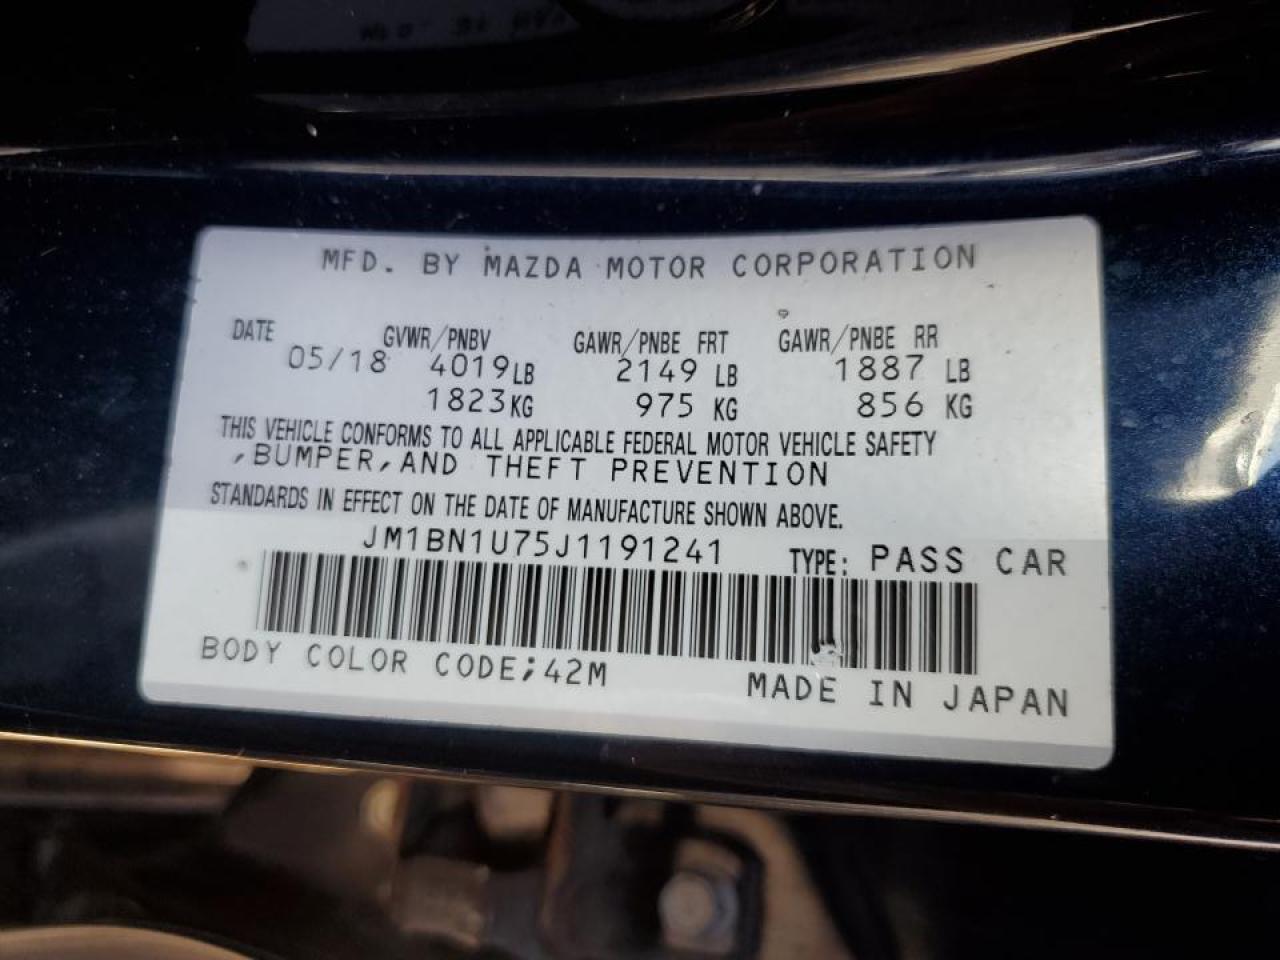 MFD. BY MAZDA MOTOR CORPORATION
DATE GVWR/PNBV GAWR/PNBE FRT GAWR/PNBE RR
05/18 4019LB 2149 LB 1887 LB
1823KG 975 KG 856 KG
THIS VEHICLE CONFORMS TO ALL APPLICABLE FEDERAL MOTOR VEHICLE SAFETY
,BUMPER,AND THEFT PREVENTION
STANDARDS IN EFFECT ON THE DATE OF MANUFACTURE SHOWN ABOVE.
JM1BN1U75J1191241 TYPE: PASS CAR
BODY COLOR CODE;42M MADE IN JAPAN